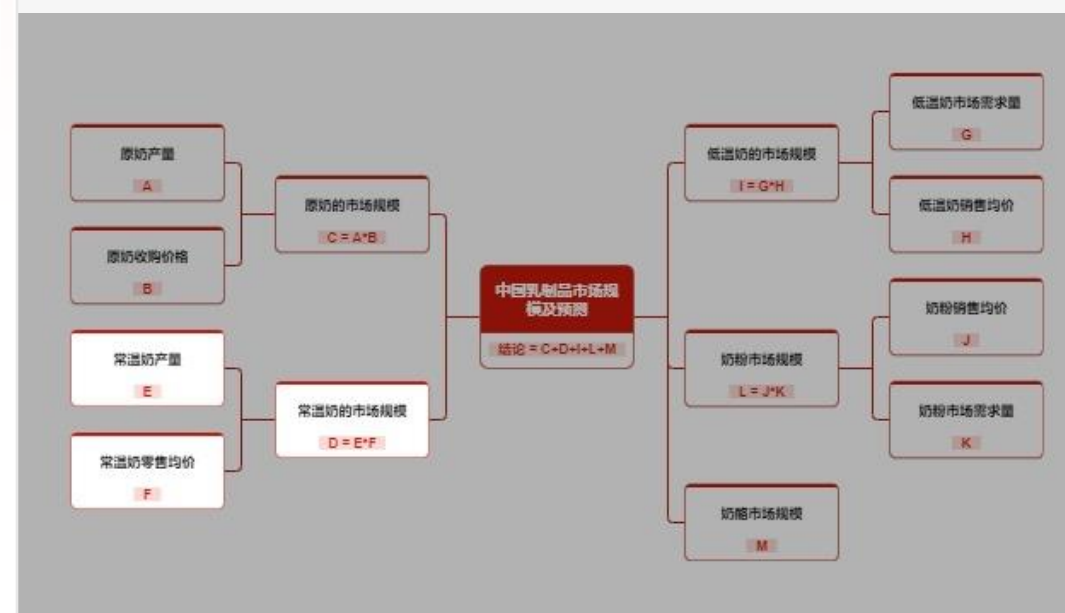 原奶产量
A
原奶收购价格
B
原奶的市场规模
C = A*B
常温奶产量
E
常温奶零售均价
F
常温奶的市场规模
D = E*F
中国乳制品市场规
模及预测
结论 = C+D+I+L+M
低温奶的市场规模
I = G*H
低温奶市场需求量
G
低温奶销售均价
H
奶粉市场规模
L = J*K
奶粉销售均价
J
奶粉市场需求量
K
奶酪市场规模
M